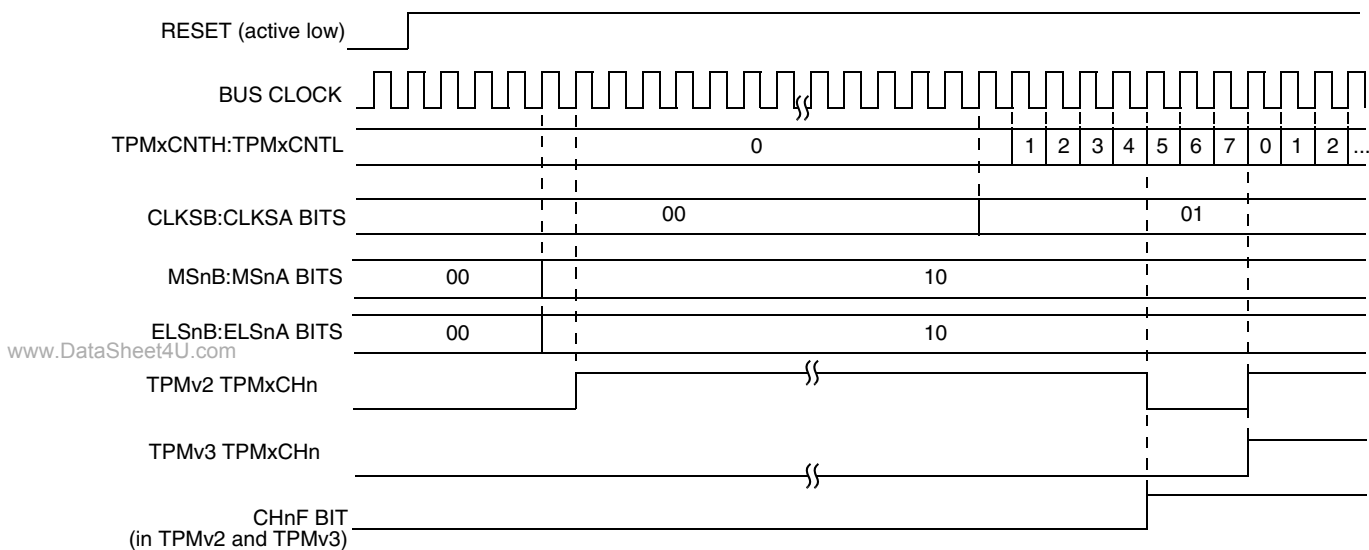 RESET (active low)
BUS CLOCK
TPMxCNTH:TPMxCNTL 0 1 2 3 4 5 6 7 0 1 2 ...
CLKSB:CLKSA BITS 00 01
MSnB:MSnA BITS 00 10
ELSnB:ELSnA BITS 00 10
www.DataSheet4U.com
TPMv2 TPMxCHn
TPMv3 TPMxCHn
CHnF BIT
(in TPMv2 and TPMv3)